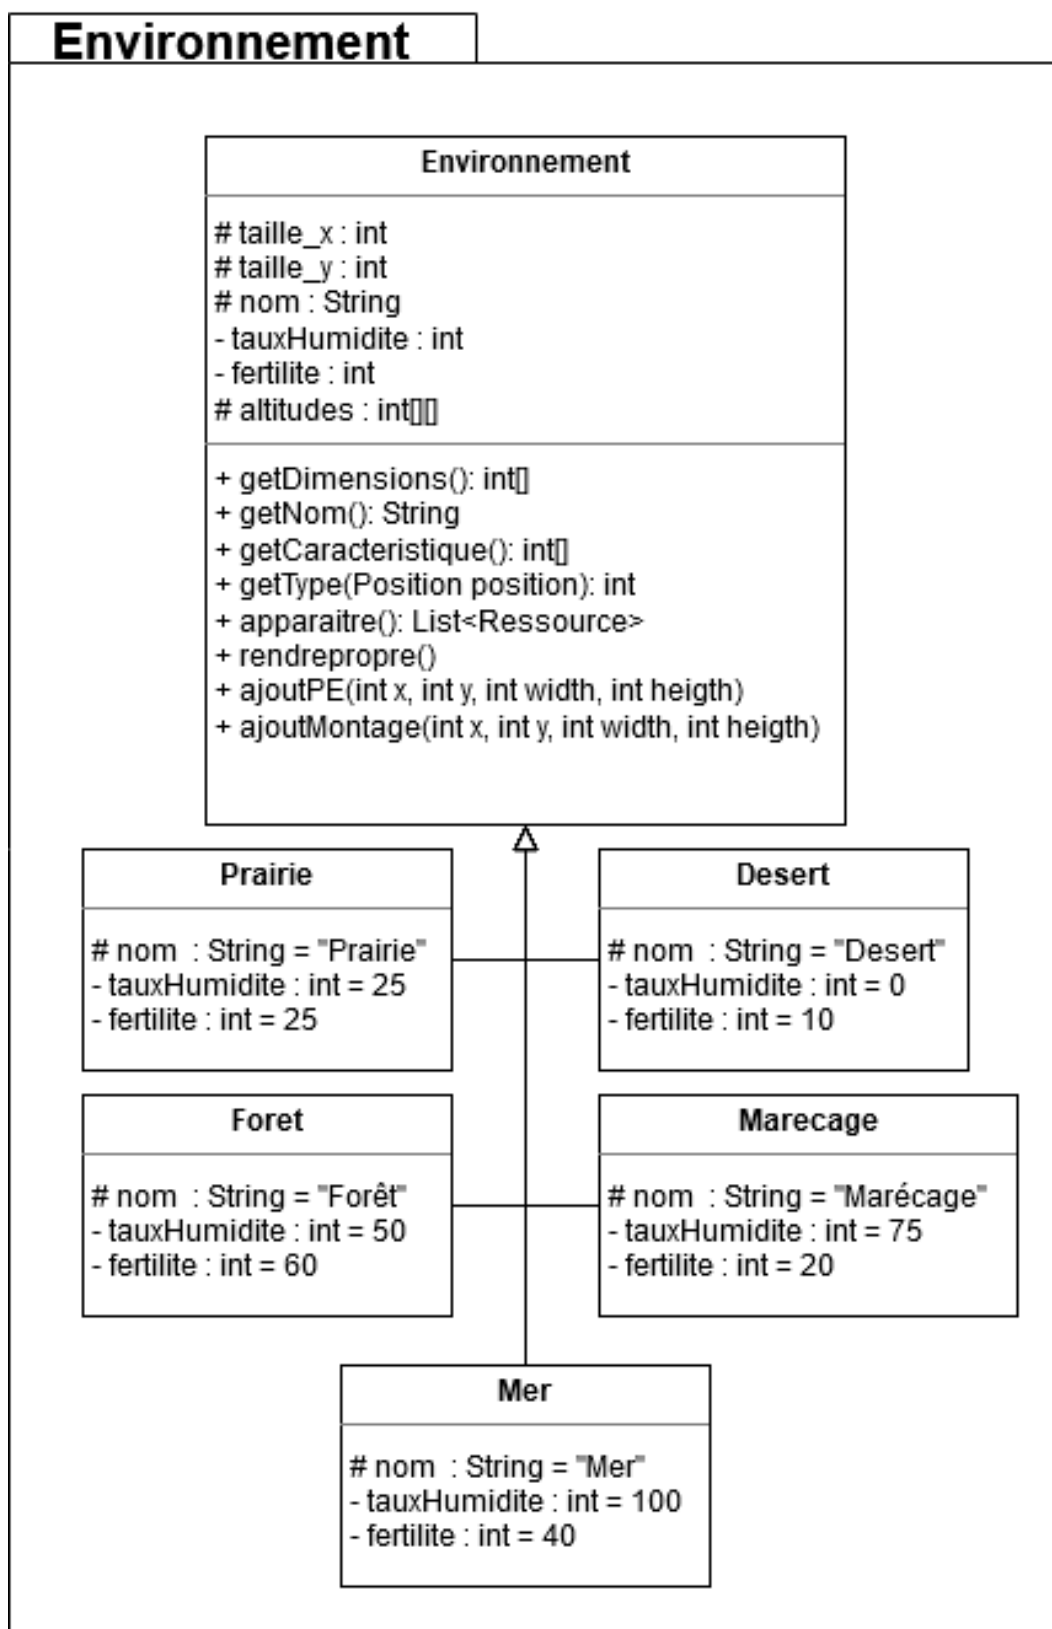 Environnement
Environnement
# taille_x : int
# taille_y : int
# nom : String
- tauxHumidite : int
- fertilite : int
# altitudes : int[][]
+ getDimensions(): int[]
+ getNom(): String
+ getCaracteristique(): int[]
+ getType(Position position): int
+ apparaitre(): List<Ressource>
+ rendrepropre()
+ ajoutPE(int x, int y, int width, int heigth)
+ ajoutMontage(int x, int y, int width, int heigth)
Prairie
# nom : String = "Prairie"
- tauxHumidite : int = 25
- fertilite : int = 25
Desert
# nom : String = "Desert"
- tauxHumidite : int = 0
- fertilite : int = 10
Foret
# nom : String = "Forêt"
- tauxHumidite : int = 50
- fertilite : int = 60
Marecage
# nom : String = "Marécage"
- tauxHumidite : int = 75
- fertilite : int = 20
Mer
# nom : String = "Mer"
- tauxHumidite : int = 100
- fertilite : int = 40